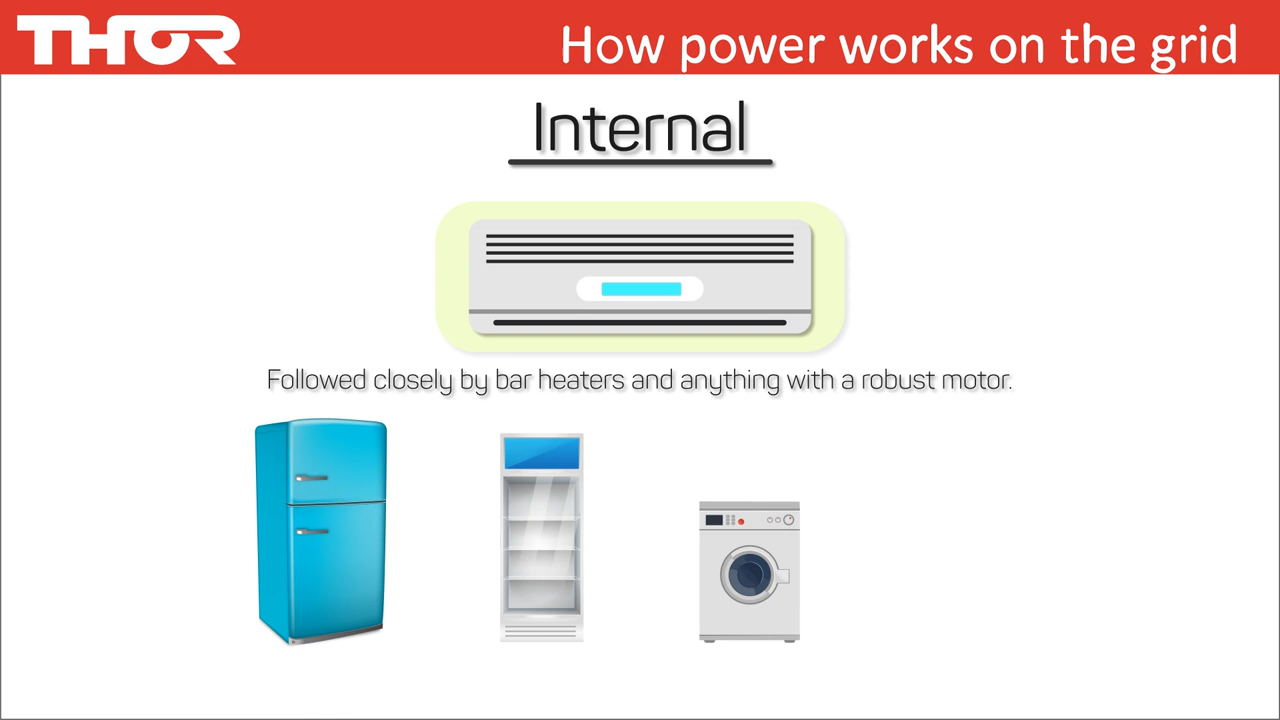 THOR
How power works on the grid
Internal
Followed closely by bar heaters and anything with a robust motor.